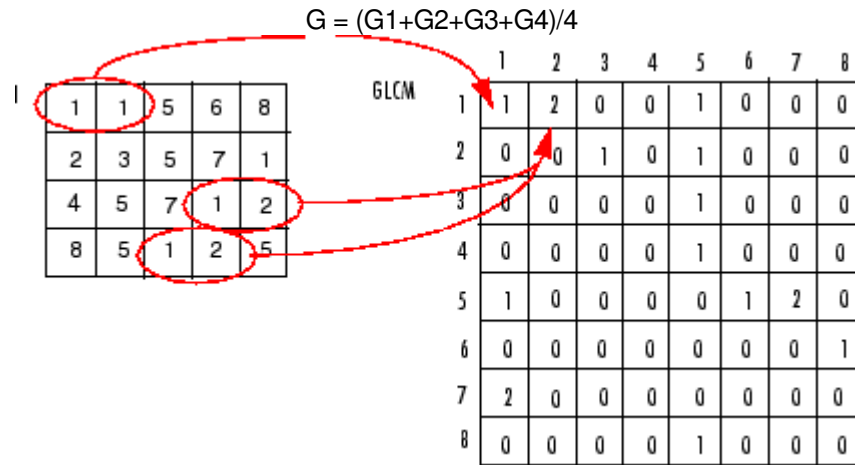 G = (G1+G2+G3+G4)/4
I
1 1 5 6 8
2 3 5 7 1
4 5 7 1 2
8 5 1 2 5
GLCM
1 2 3 4 5 6 7 8
1 1 2 0 0 1 0 0 0
2 0 0 1 0 1 0 0 0
3 0 0 0 0 1 0 0 0
4 0 0 0 0 1 0 0 0
5 1 0 0 0 0 1 2 0
6 0 0 0 0 0 0 0 1
7 2 0 0 0 0 0 0 0
8 0 0 0 0 1 0 0 0